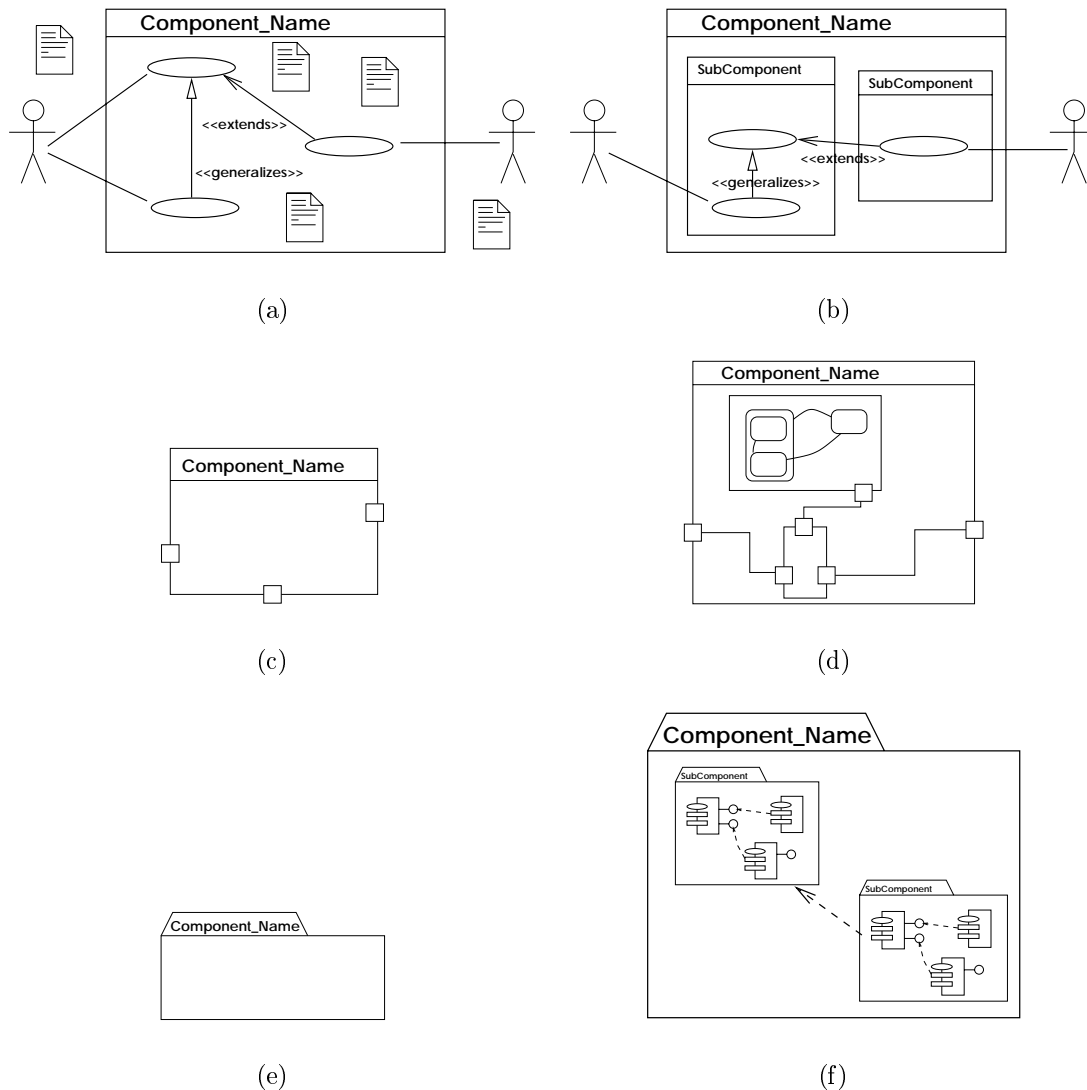 Component_Name
<<extends>>
<<generalizes>>
(a)
Component_Name
SubComponent
SubComponent
<<extends>>
<<generalizes>>
(b)
Component_Name
(c)
Component_Name
(d)
Component_Name
(e)
Component_Name
SubComponent
SubComponent
(f)